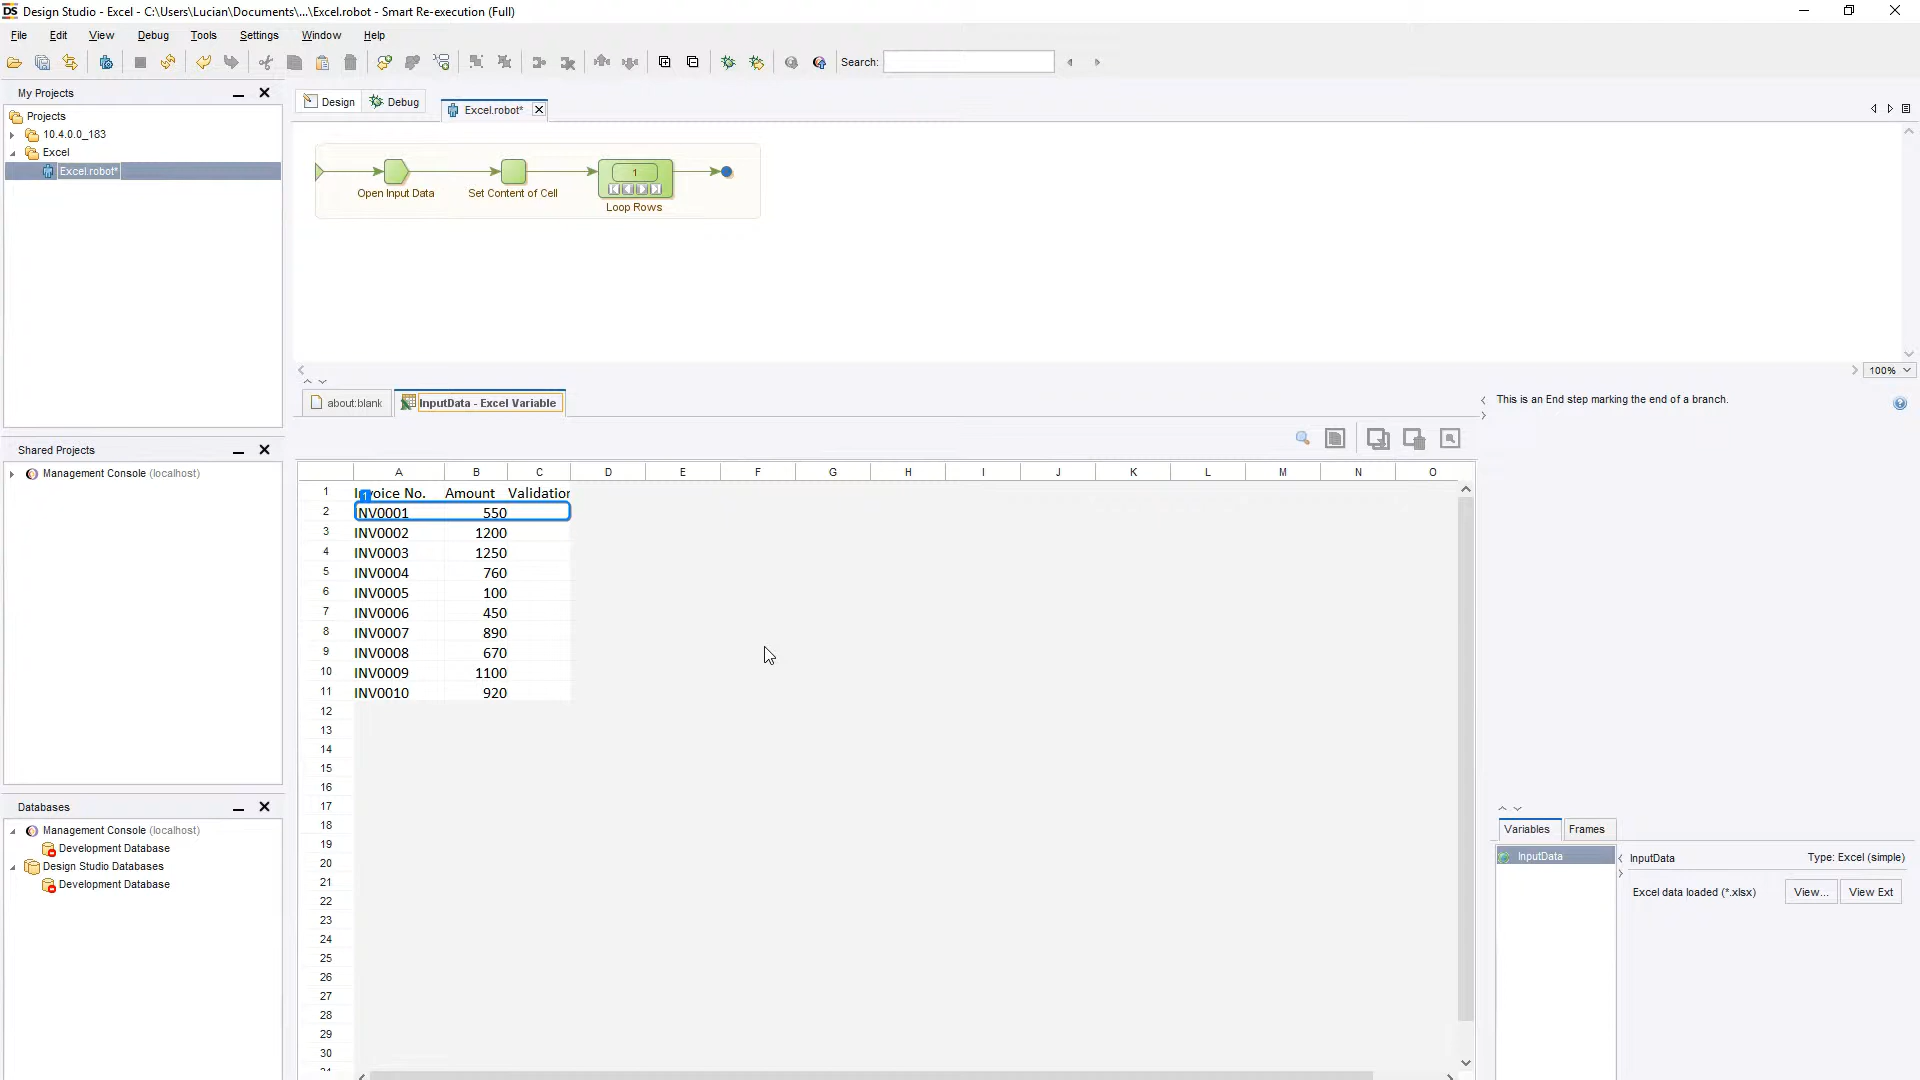 DS Design Studio - Excel - C:\Users\Lucian\Documents\...\Excel.robot - Smart Re-execution (Full)
File Edit View Debug Tools Settings Window Help
Search:
My Projects
Design Debug Excel.robot*
Projects
10.4.0.0_183
Excel
Excel.robot*
1
Open Input Data Set Content of Cell Loop Rows
100%
about:blank InputData - Excel Variable
This is an End step marking the end of a branch.
Shared Projects
Management Console (localhost)
A B C D E F G H I J K L M N O
1 Invoice No. Amount Validation
1
2 INV0001 550
3 INV0002 1200
4 INV0003 1250
5 INV0004 760
6 INV0005 100
7 INV0006 450
8 INV0007 890
9 INV0008 670
10 INV0009 1100
11 INV0010 920
12
13
14
15
16
17
18
19
20
21
22
23
24
25
26
27
28
29
30
Databases
Management Console (localhost)
Development Database
Design Studio Databases
Development Database
Variables Frames
InputData
InputData Type: Excel (simple)
Excel data loaded (*.xlsx) View... View Ext